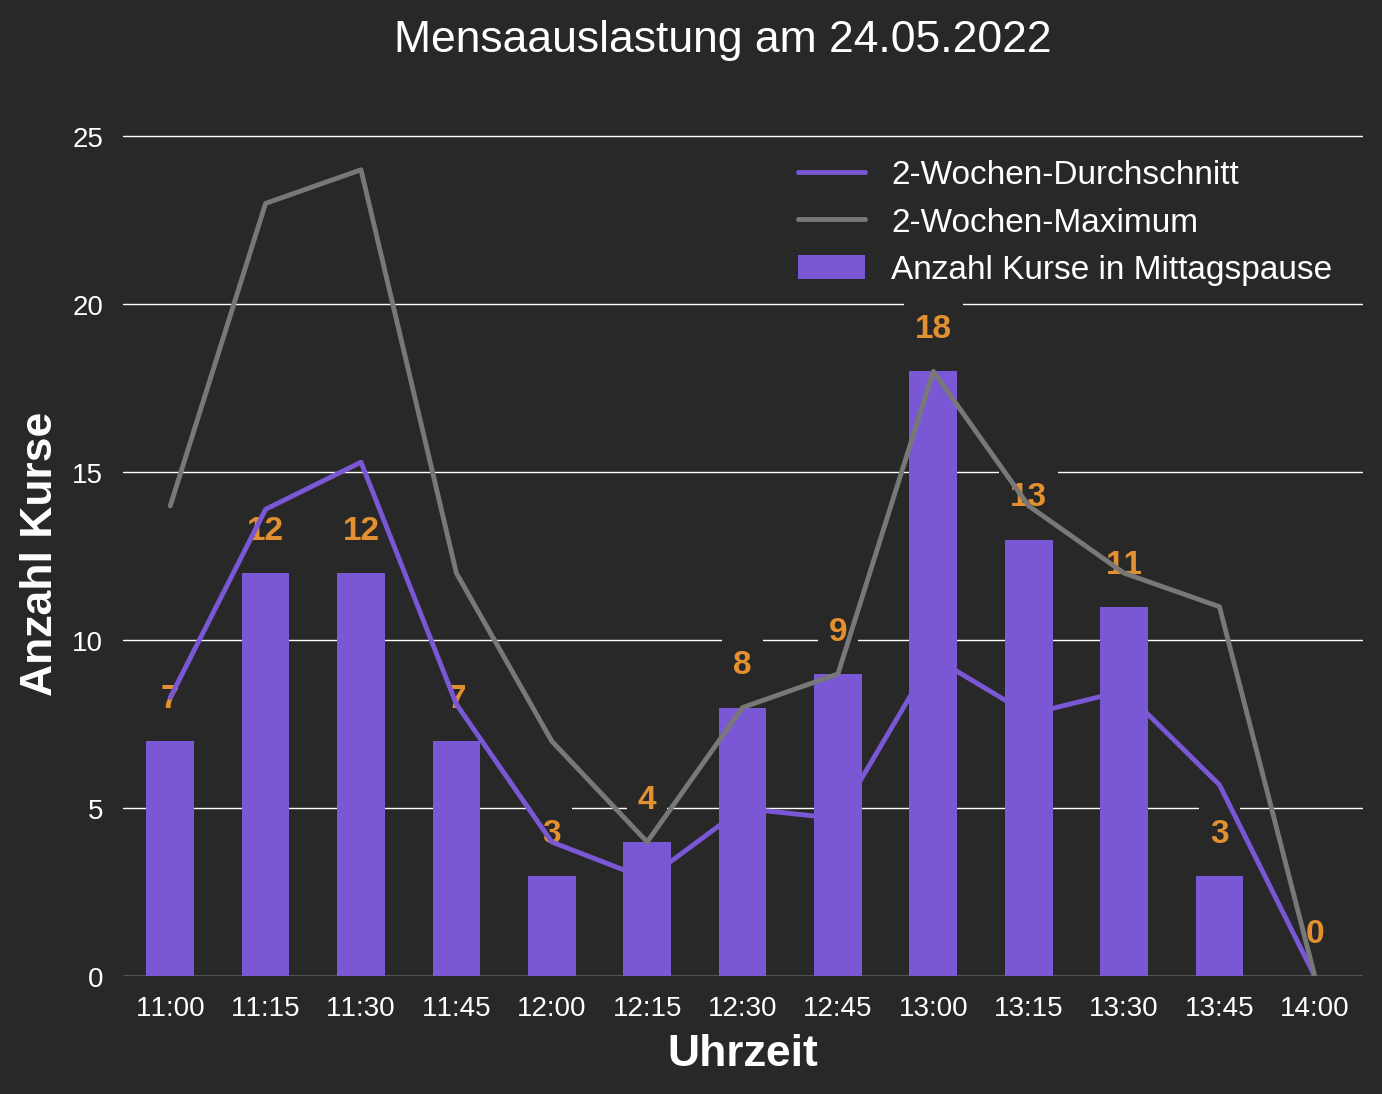 Mensaauslastung am 24.05.2022
25
2-Wochen-Durchschnitt
2-Wochen-Maximum
Anzahl Kurse in Mittagspause
20
18
15
13
12
12
11
10
9
8
7
7
5
4
3
3
0
0
Anzahl Kurse
11:00 11:15 11:30 11:45 12:00 12:15 12:30 12:45 13:00 13:15 13:30 13:45 14:00
Uhrzeit